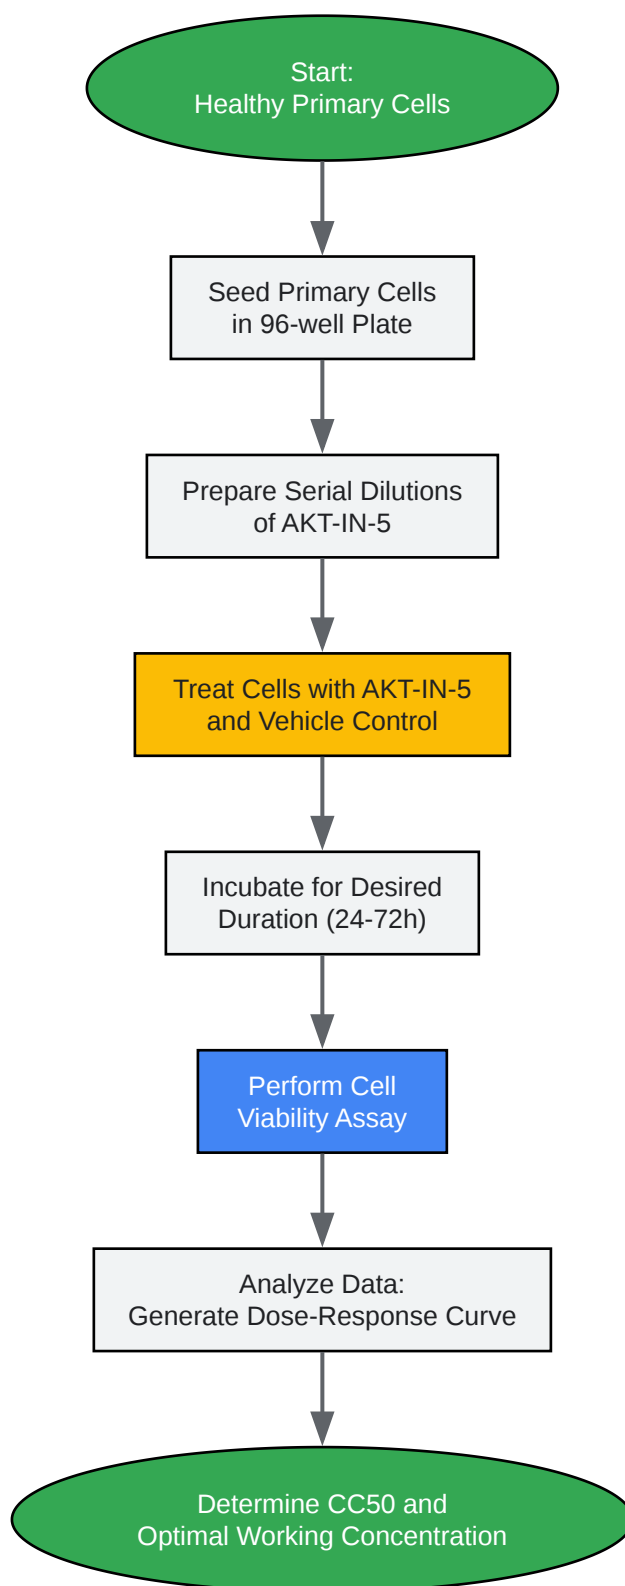 Start:
Healthy Primary Cells
Seed Primary Cells
in 96-well Plate
Prepare Serial Dilutions
of AKT-IN-5
Treat Cells with AKT-IN-5
and Vehicle Control
Incubate for Desired
Duration (24-72h)
Perform Cell
Viability Assay
Analyze Data:
Generate Dose-Response Curve
Determine CC50 and
Optimal Working Concentration